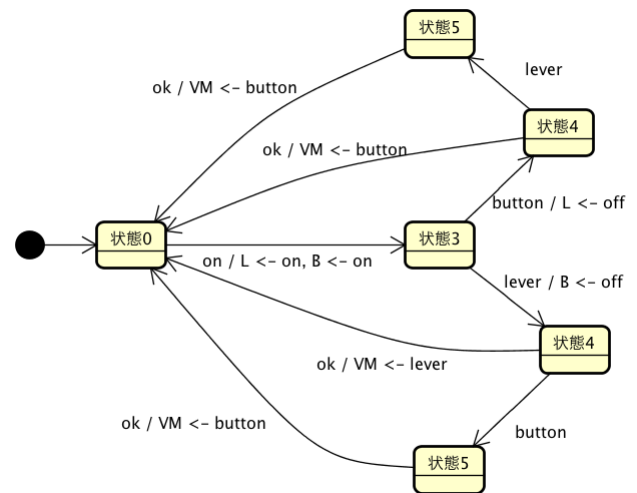 状態5
lever
ok / VM <- button
状態4
ok / VM <- button
button / L <- off
状態0
状態3
on / L <- on, B <- on
lever / B <- off
状態4
ok / VM <- lever
ok / VM <- button
button
状態5